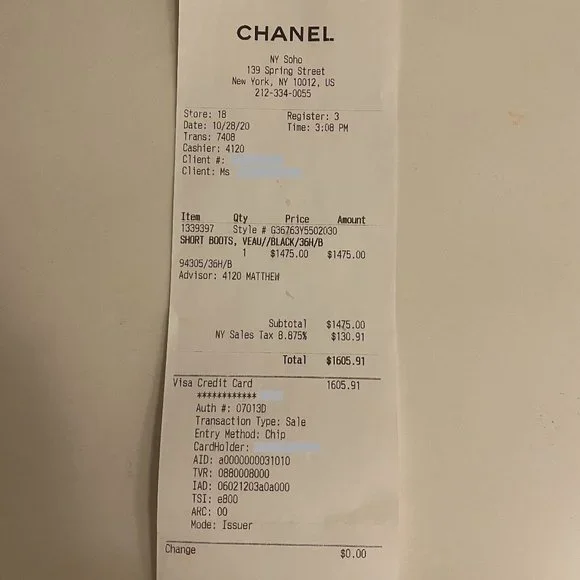 CHANEL
NY Soho
139 Spring Street
New York, NY 10012, US
212-334-0055
Store: 18 Register: 3
Date: 10/28/20 Time: 3:08 PM
Trans: 7408
Cashier: 4120
Client #:
Client: Ms
Item Qty Price Amount
1339397 Style # G36763Y5502030
SHORT BOOTS, VEAU//BLACK/36H/B
1 $1475.00 $1475.00
94305/36H/B
Advisor: 4120 MATTHEW
Subtotal $1475.00
NY Sales Tax 8.875% $130.91
Total $1605.91
Visa Credit Card 1605.91
************
Auth #: 07013D
Transaction Type: Sale
Entry Method: Chip
CardHolder:
AID: a0000000031010
TVR: 0880008000
IAD: 06021203a0a000
TSI: e800
ARC: 00
Mode: Issuer
Change $0.00